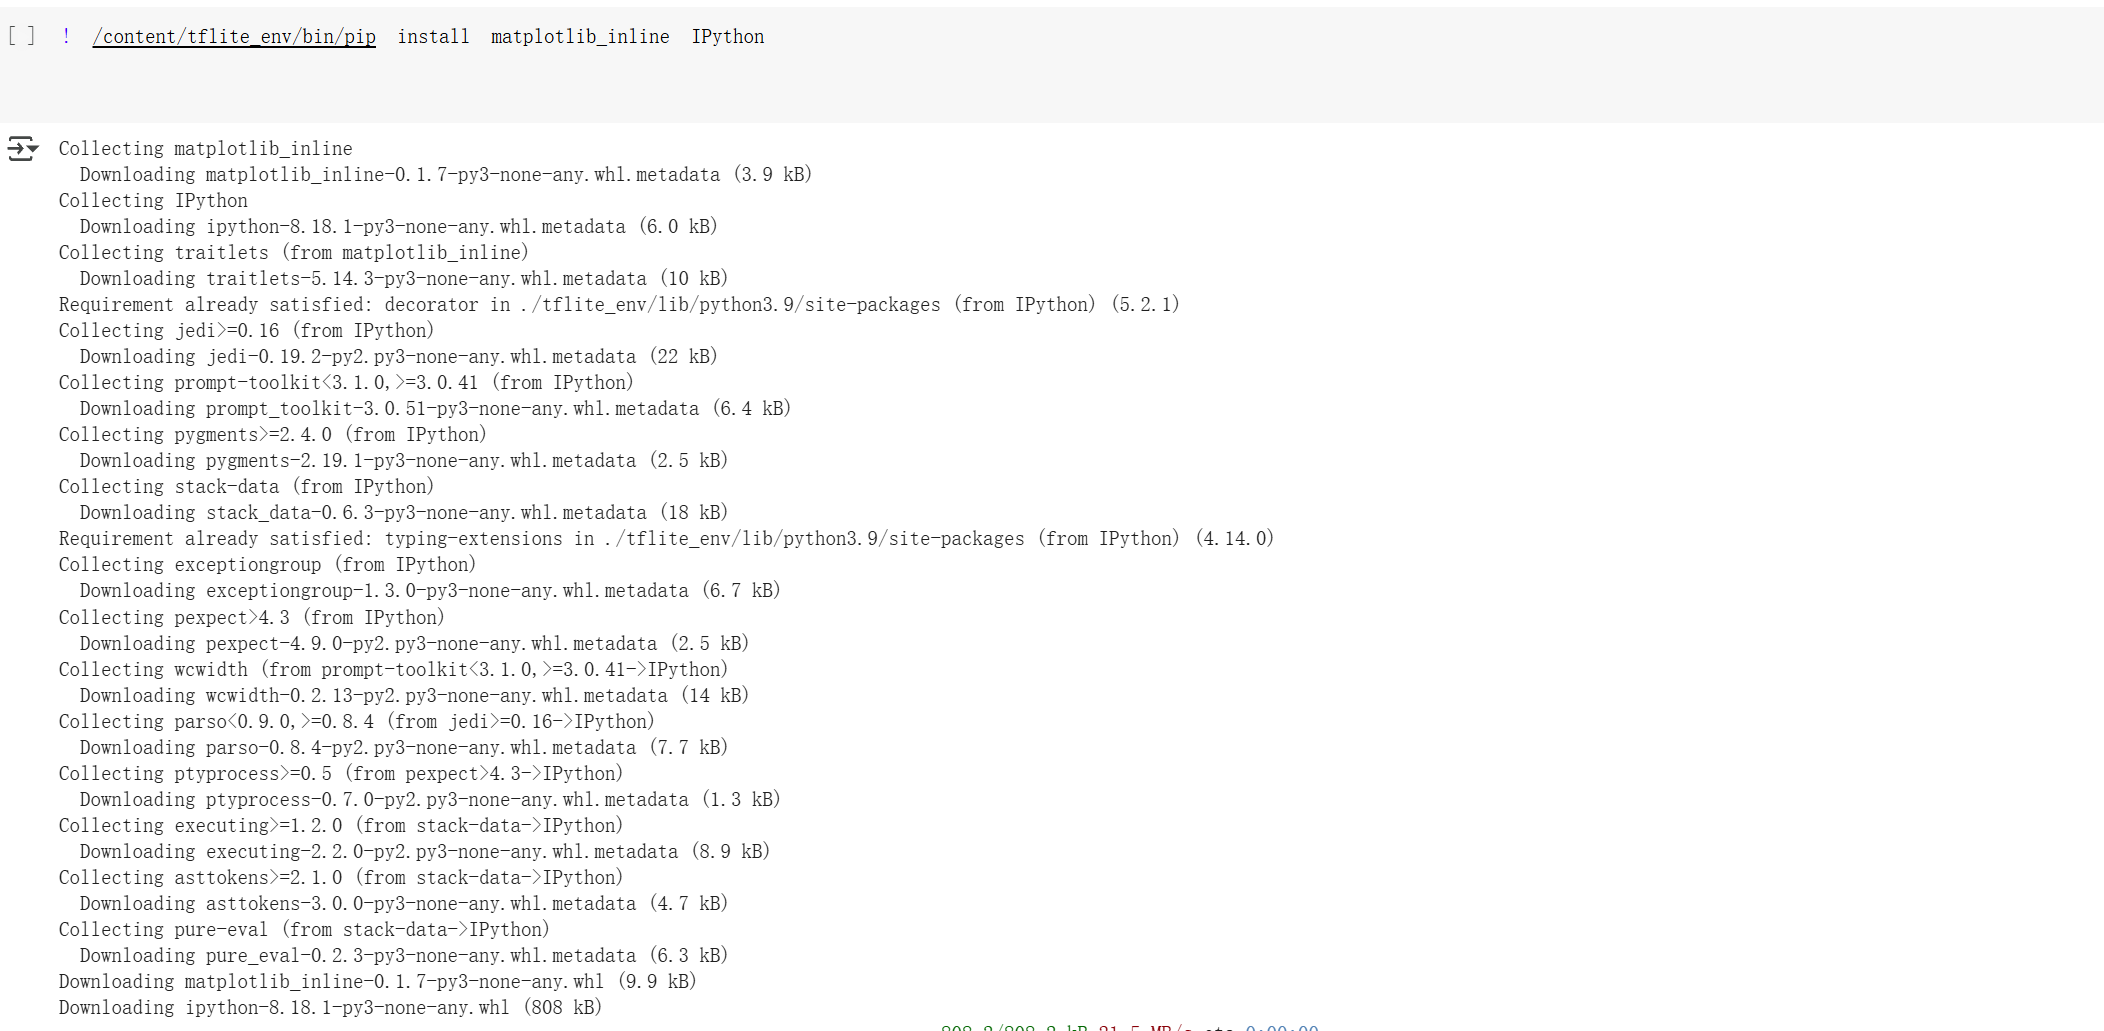 [ ] ! /content/tflite_env/bin/pip install matplotlib_inline IPython
Collecting matplotlib_inline
Downloading matplotlib_inline-0.1.7-py3-none-any.whl.metadata (3.9 kB)
Collecting IPython
Downloading ipython-8.18.1-py3-none-any.whl.metadata (6.0 kB)
Collecting traitlets (from matplotlib_inline)
Downloading traitlets-5.14.3-py3-none-any.whl.metadata (10 kB)
Requirement already satisfied: decorator in ./tflite_env/lib/python3.9/site-packages (from IPython) (5.2.1)
Collecting jedi>=0.16 (from IPython)
Downloading jedi-0.19.2-py2.py3-none-any.whl.metadata (22 kB)
Collecting prompt-toolkit<3.1.0,>=3.0.41 (from IPython)
Downloading prompt_toolkit-3.0.51-py3-none-any.whl.metadata (6.4 kB)
Collecting pygments>=2.4.0 (from IPython)
Downloading pygments-2.19.1-py3-none-any.whl.metadata (2.5 kB)
Collecting stack-data (from IPython)
Downloading stack_data-0.6.3-py3-none-any.whl.metadata (18 kB)
Requirement already satisfied: typing-extensions in ./tflite_env/lib/python3.9/site-packages (from IPython) (4.14.0)
Collecting exceptiongroup (from IPython)
Downloading exceptiongroup-1.3.0-py3-none-any.whl.metadata (6.7 kB)
Collecting pexpect>4.3 (from IPython)
Downloading pexpect-4.9.0-py2.py3-none-any.whl.metadata (2.5 kB)
Collecting wcwidth (from prompt-toolkit<3.1.0,>=3.0.41->IPython)
Downloading wcwidth-0.2.13-py2.py3-none-any.whl.metadata (14 kB)
Collecting parso<0.9.0,>=0.8.4 (from jedi>=0.16->IPython)
Downloading parso-0.8.4-py2.py3-none-any.whl.metadata (7.7 kB)
Collecting ptyprocess>=0.5 (from pexpect>4.3->IPython)
Downloading ptyprocess-0.7.0-py2.py3-none-any.whl.metadata (1.3 kB)
Collecting executing>=1.2.0 (from stack-data->IPython)
Downloading executing-2.2.0-py2.py3-none-any.whl.metadata (8.9 kB)
Collecting asttokens>=2.1.0 (from stack-data->IPython)
Downloading asttokens-3.0.0-py3-none-any.whl.metadata (4.7 kB)
Collecting pure-eval (from stack-data->IPython)
Downloading pure_eval-0.2.3-py3-none-any.whl.metadata (6.3 kB)
Downloading matplotlib_inline-0.1.7-py3-none-any.whl (9.9 kB)
Downloading ipython-8.18.1-py3-none-any.whl (808 kB)